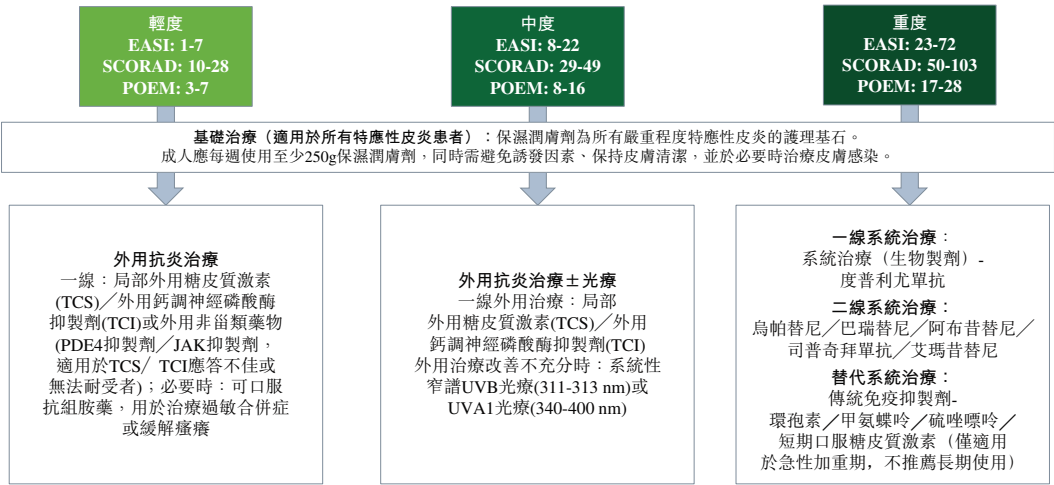 輕度
EASI: 1-7
SCORAD: 10-28
POEM: 3-7
中度
EASI: 8-22
SCORAD: 29-49
POEM: 8-16
重度
EASI: 23-72
SCORAD: 50-103
POEM: 17-28
基礎治療（適用於所有特應性皮炎患者）：保濕潤膚劑為所有嚴重程度特應性皮炎的護理基石。
成人應每週使用至少250g保濕潤膚劑，同時需避免誘發因素、保持皮膚清潔，並於必要時治療皮膚感染。
外用抗炎治療
一線：局部外用糖皮質激素
(TCS)／外用鈣調神經磷酸酶
抑製劑(TCI)或外用非甾類藥物
(PDE4抑製劑／JAK抑製劑，
適用於TCS/ TCI應答不佳或
無法耐受者)；必要時：可口服
抗組胺藥，用於治療過敏合併症
或緩解瘙癢
外用抗炎治療±光療
一線外用治療：局部
外用糖皮質激素(TCS)／外用
鈣調神經磷酸酶抑製劑(TCI)
外用治療改善不充分時：系統性
窄譜UVB光療(311-313 nm)或
UVA1光療(340-400 nm)
一線系統治療：
系統治療（生物製劑）-
度普利尤單抗
二線系統治療：
烏帕替尼／巴瑞替尼／阿布昔替尼／
司普奇拜單抗／艾瑪昔替尼
替代系統治療：
傳統免疫抑製劑-
環孢素／甲氨蝶呤／硫唑嘌呤／
短期口服糖皮質激素（僅適用
於急性加重期，不推薦長期使用）